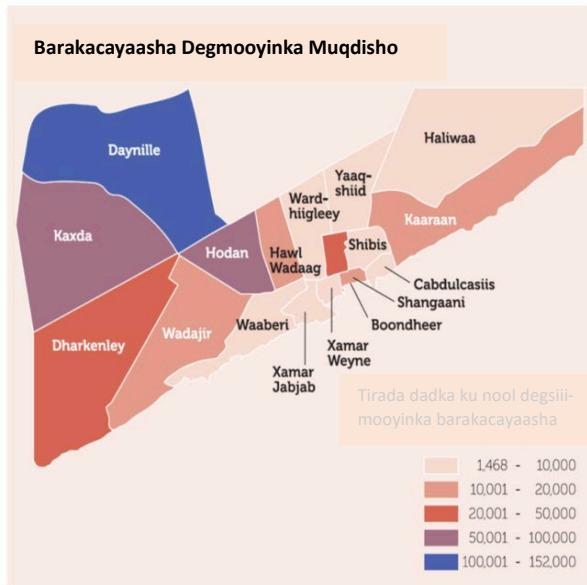 Barakacayaasha Degmooyinka Muqdisho
Daynille
Haliwaa
Yaaq-
shiid
Ward-
hiigleey
Kaxda
Kaaraan
Hodan
Hawl
Wadaag
Shibis
Cabdulcasiis
Shangaani
Boondheer
Waaberi
Wadajir
Dharkenley
Xamar
Weyne
Xamar
Jabjab
Tirada dadka ku nool degsiii-
mooyinka barakacayaasha
1,468 - 10,000
10,001 - 20,000
20,001 - 50,000
50,001 - 100,000
100,001 - 152,000